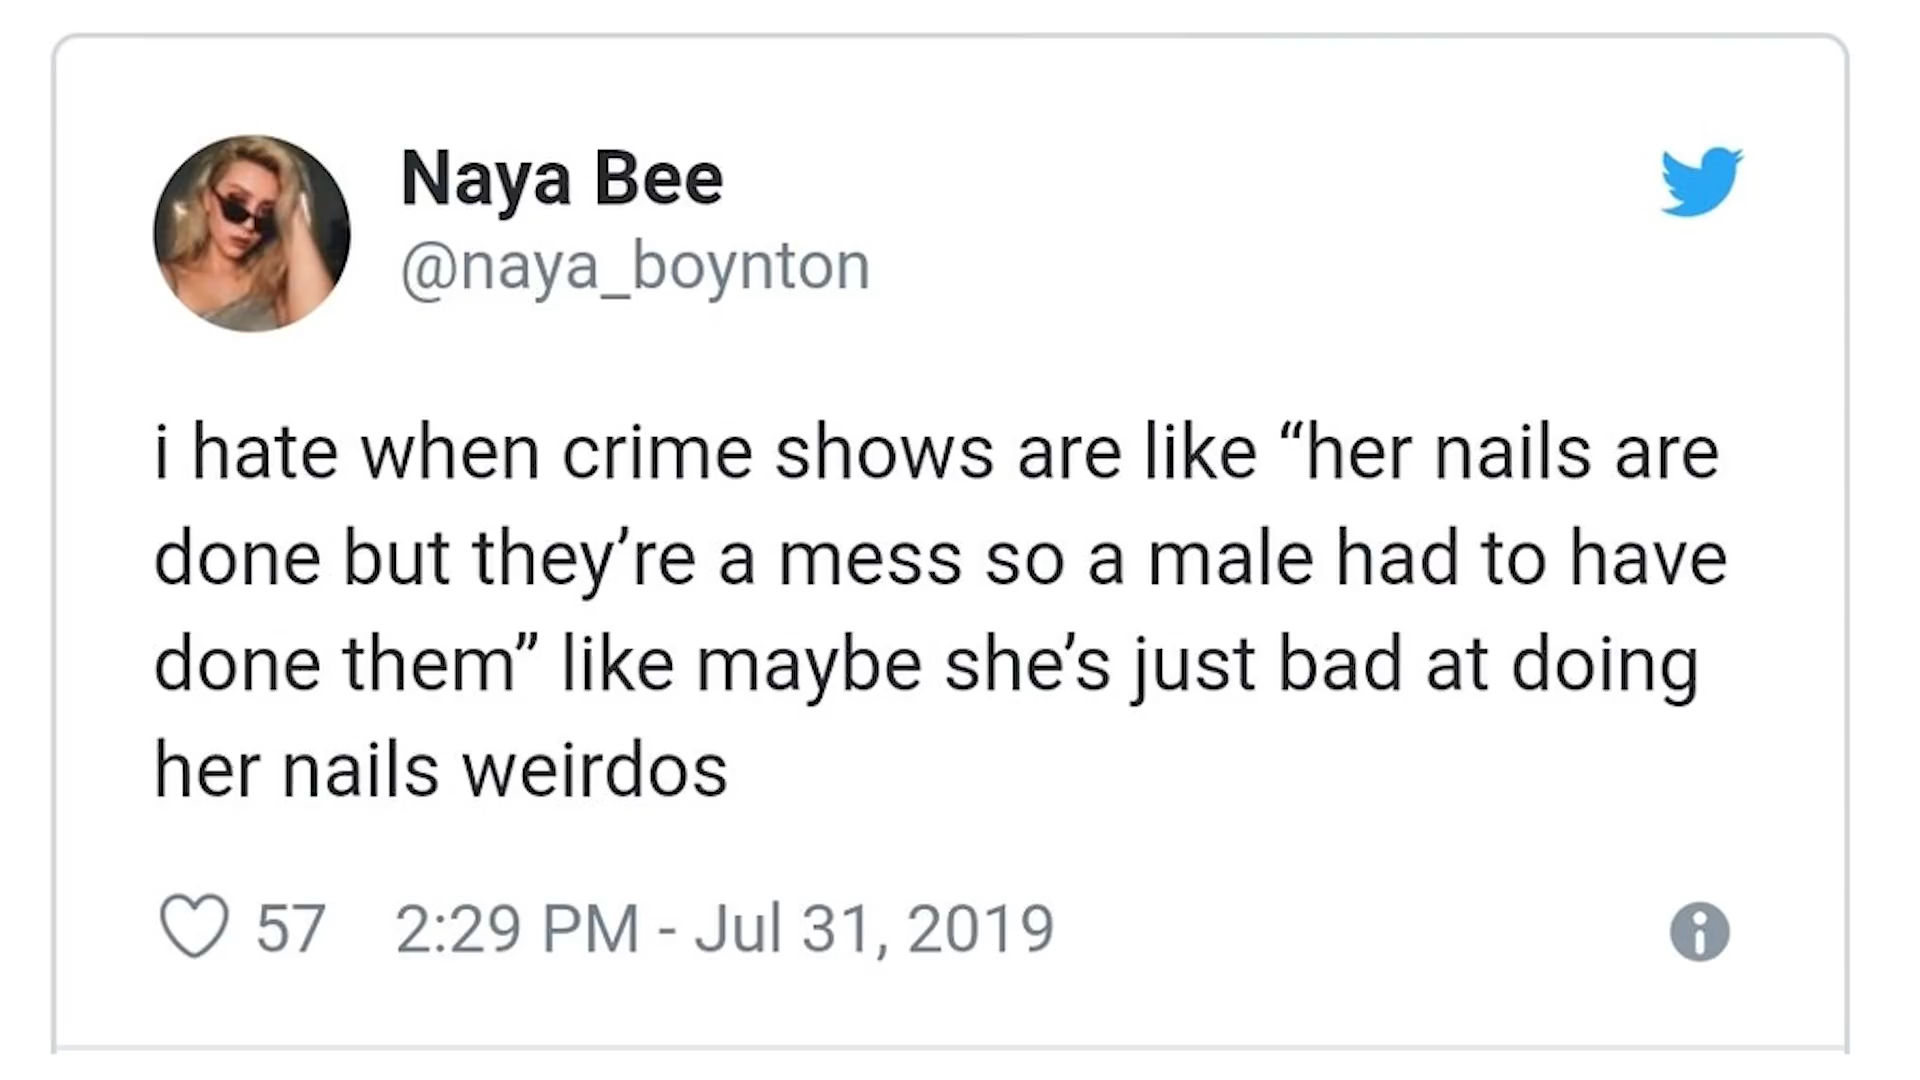 Naya Bee
@naya_boynton
i hate when crime shows are like “her nails are
done but they’re a mess so a male had to have
done them” like maybe she’s just bad at doing
her nails weirdos
57 2:29 PM - Jul 31, 2019